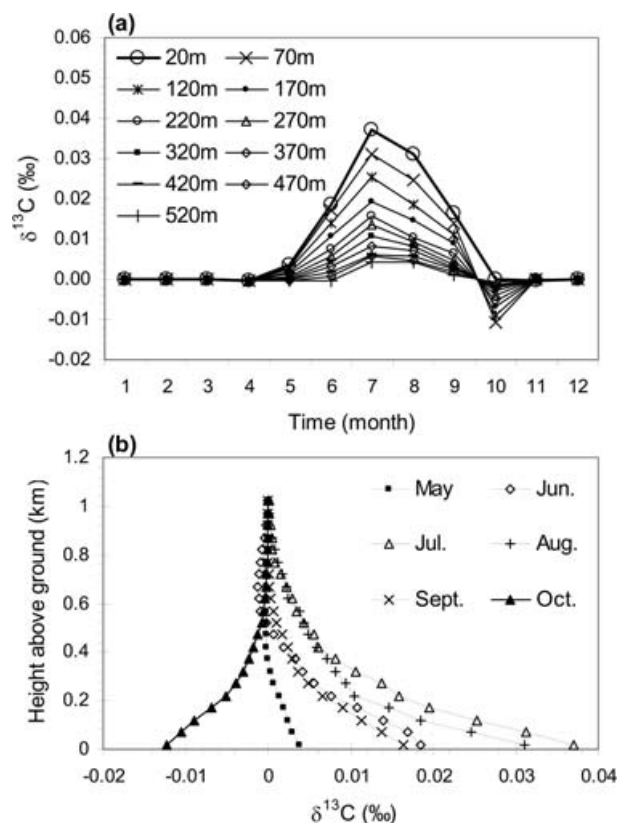 (a)
0.06
0.05
0.04
0.03
0.02
0.01
0.00
-0.01
-0.02
δ¹³C (‰)
20m 70m
120m 170m
220m 270m
320m 370m
420m 470m
520m
1 2 3 4 5 6 7 8 9 10 11 12
Time (month)
(b)
1.2
1
0.8
0.6
0.4
0.2
0
Height above ground (km)
May Jun.
Jul. Aug.
Sept. Oct.
-0.02 -0.01 0 0.01 0.02 0.03 0.04
δ¹³C (‰)